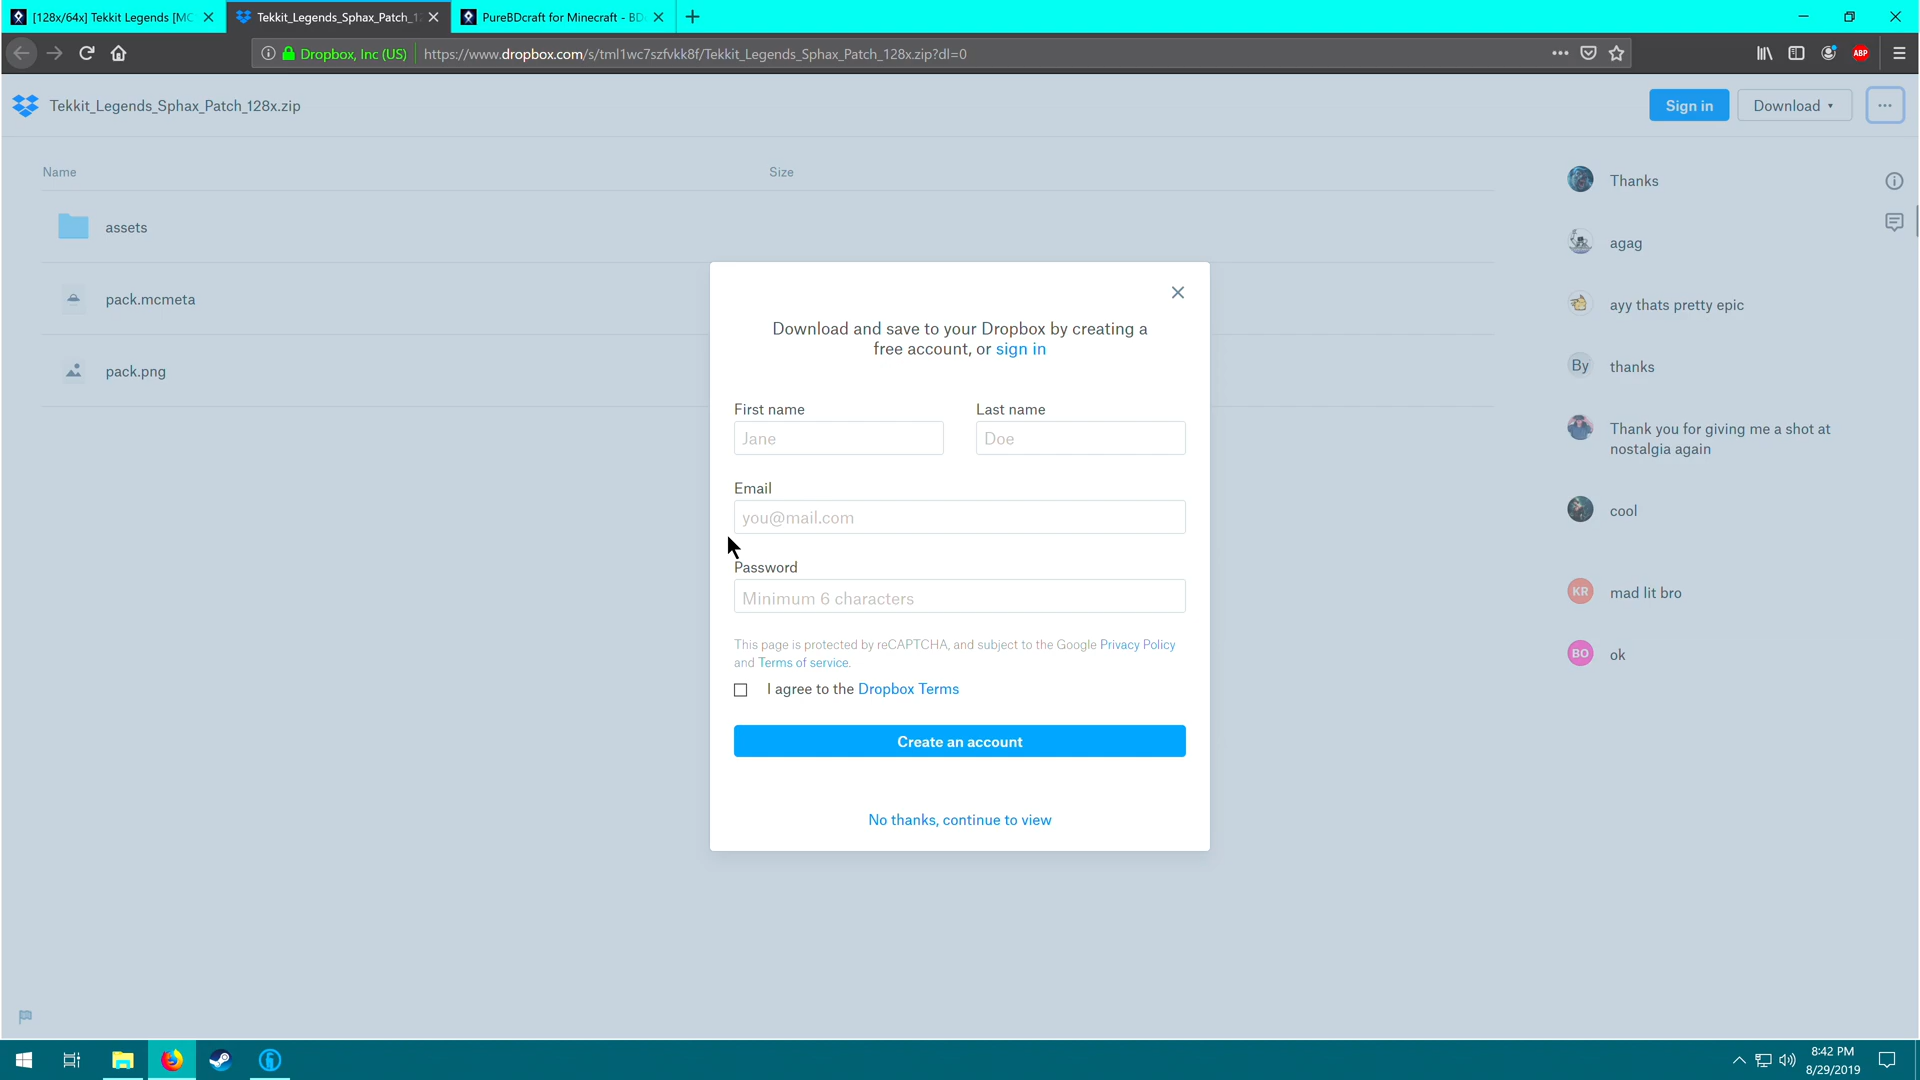 [128x/64x] Tekkit Legends [MC
Tekkit_Legends_Sphax_Patch_12
PureBDcraft for Minecraft - BD
Dropbox, Inc (US)
https://www.dropbox.com/s/tml1wc7szfvkk8f/Tekkit_Legends_Sphax_Patch_128x.zip?dl=0
ABP
Tekkit_Legends_Sphax_Patch_128x.zip
Sign in
Download
Name
Size
assets
pack.mcmeta
pack.png
Download and save to your Dropbox by creating a
free account, or sign in
First name
Last name
Jane
Doe
Email
you@mail.com
Password
Minimum 6 characters
This page is protected by reCAPTCHA, and subject to the Google Privacy Policy
and Terms of service.
I agree to the Dropbox Terms
Create an account
No thanks, continue to view
Thanks
agag
ayy thats pretty epic
By
thanks
Thank you for giving me a shot at
nostalgia again
cool
KR
mad lit bro
BO
ok
8:42 PM
8/29/2019